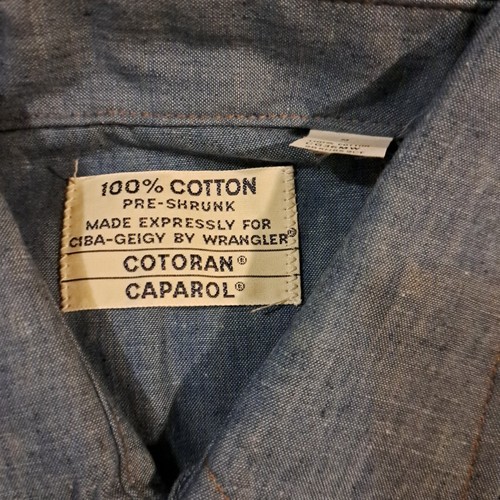 100% COTTON
PRE-SHRUNK
MADE EXPRESSLY FOR
CIBA-GEIGY BY WRANGLER®
COTORAN®
CAPAROL®